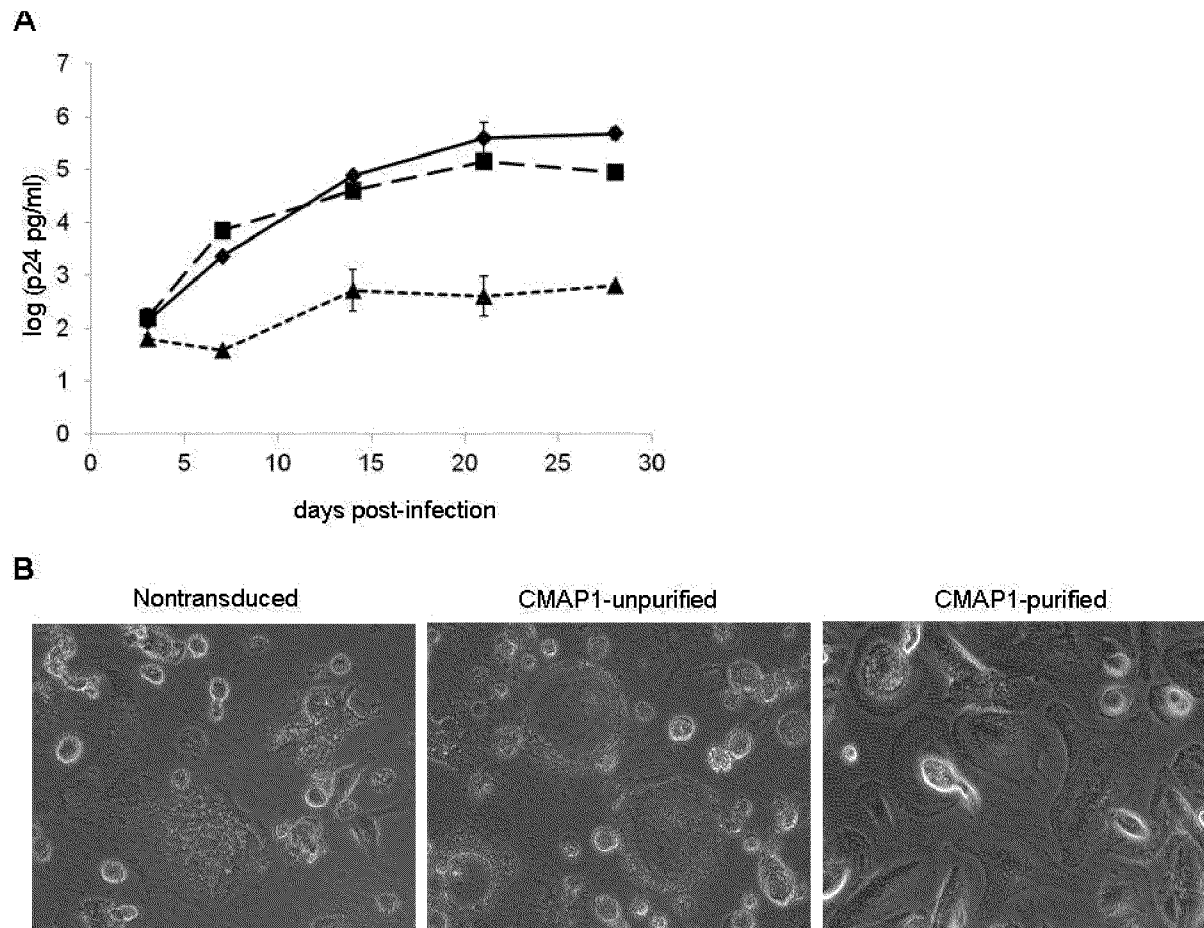 A
7
6
5
4
3
2
1
0
log (p24 pg/ml)
0 5 10 15 20 25 30
days post-infection
B
Nontransduced CMAP1-unpurified CMAP1-purified